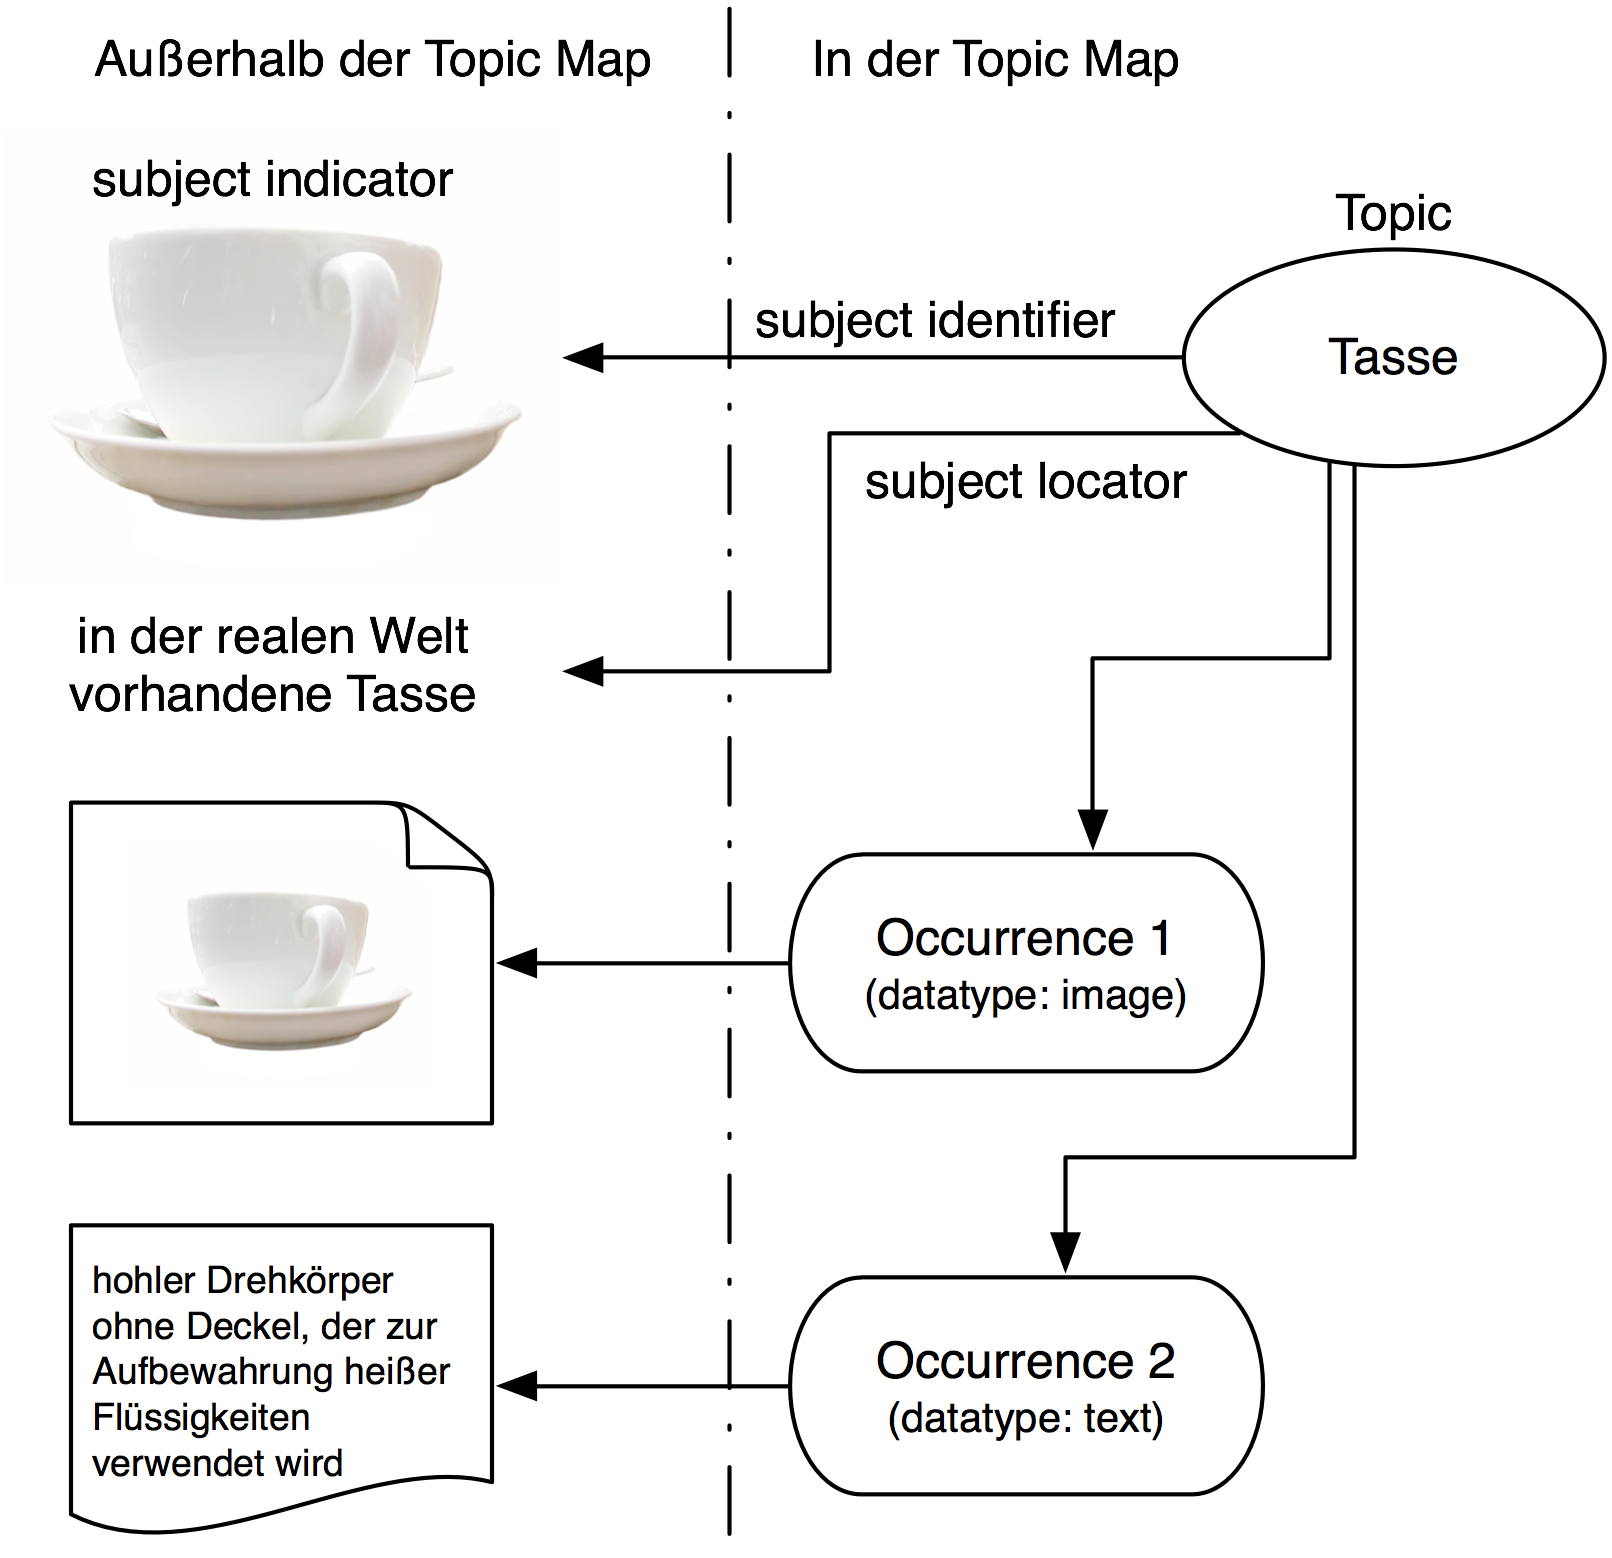 Außerhalb der Topic Map
In der Topic Map
subject indicator
Topic
subject identifier
Tasse
subject locator
in der realen Welt
vorhandene Tasse
Occurrence 1
(datatype: image)
hohler Drehkörper
ohne Deckel, der zur
Aufbewahrung heißer
Flüssigkeiten
verwendet wird
Occurrence 2
(datatype: text)